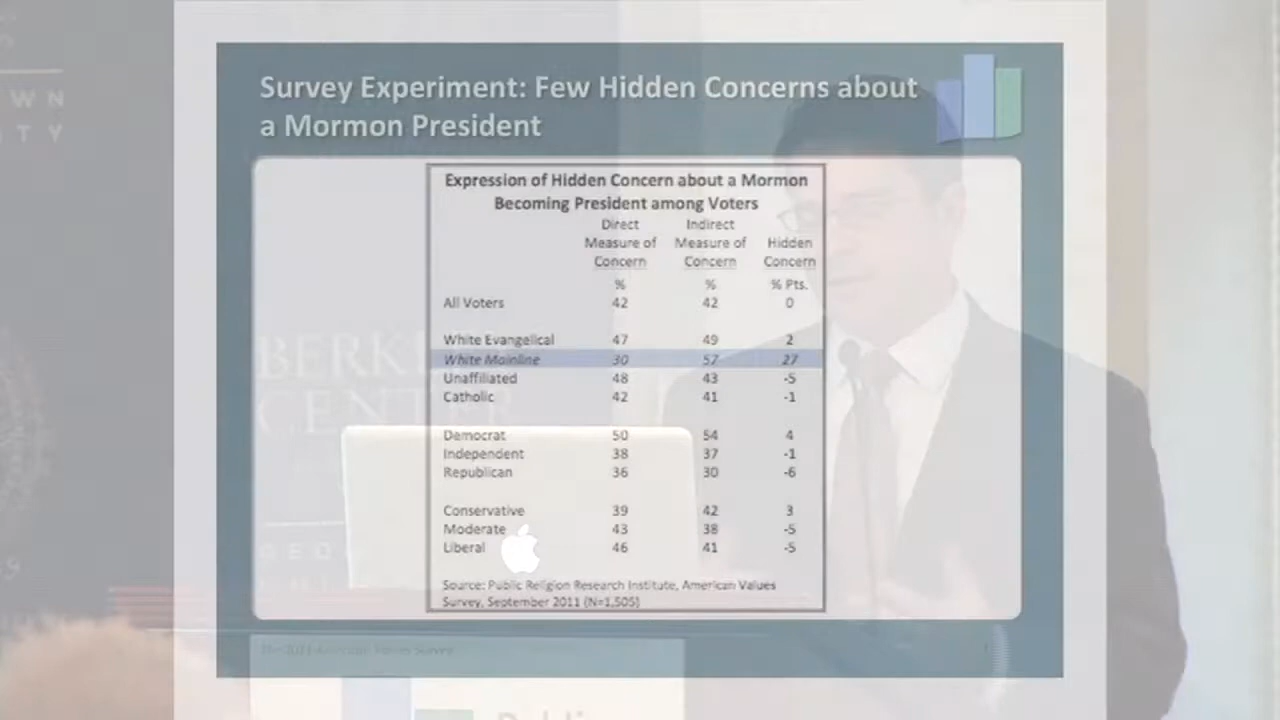 WN
TY
Survey Experiment: Few Hidden Concerns about
a Mormon President
Expression of Hidden Concern about a Mormon
Becoming President among Voters
Direct Measure of Concern Indirect Measure of Concern Hidden Concern
% % % Pts.
All Voters 42 42 0
White Evangelical 47 49 2
White Mainline 30 57 27
Unaffiliated 48 43 -5
Catholic 42 41 -1
Democrat 50 54 4
Independent 38 37 -1
Republican 36 30 -6
Conservative 39 42 3
Moderate 43 38 -5
Liberal 46 41 -5
Source: Public Religion Research Institute, American Values
Survey, September 2011 (N=1,505)
BERK
CENTER